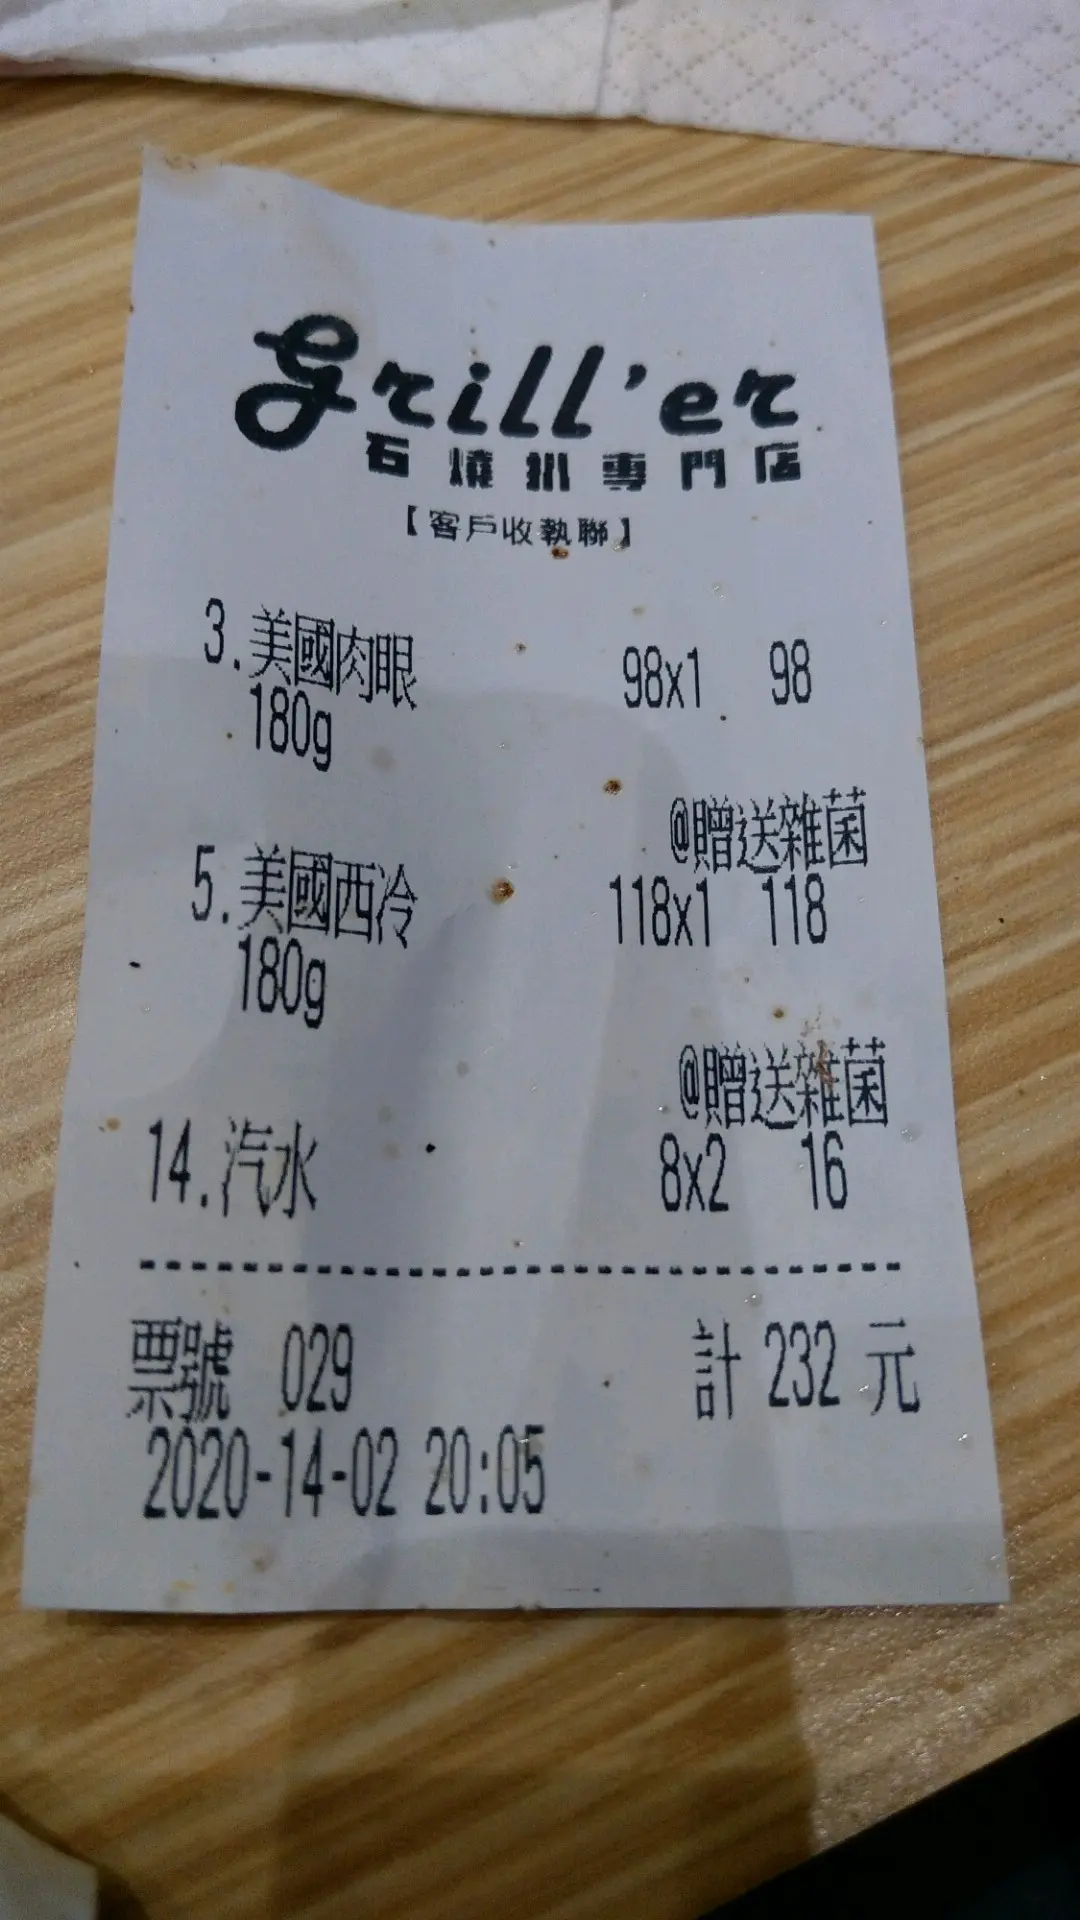 Grill'er
石燒扒專門店
【客戶收執聯】
3.美國肉眼 98x1 98
180g
@贈送雜菌
5.美國西冷 118x1 118
180g
@贈送雜菌
14.汽水 8x2 16
票號 029 計 232 元
2020-14-02 20:05